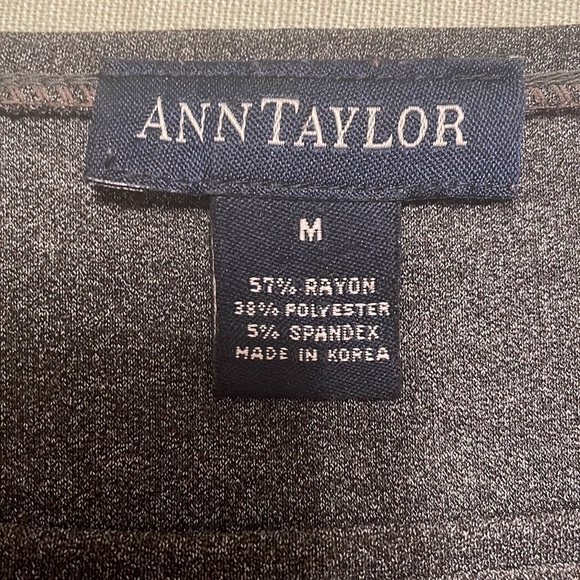 ANNTAYLOR
M
57% RAYON
38% POLYESTER
5% SPANDEX
MADE IN KOREA